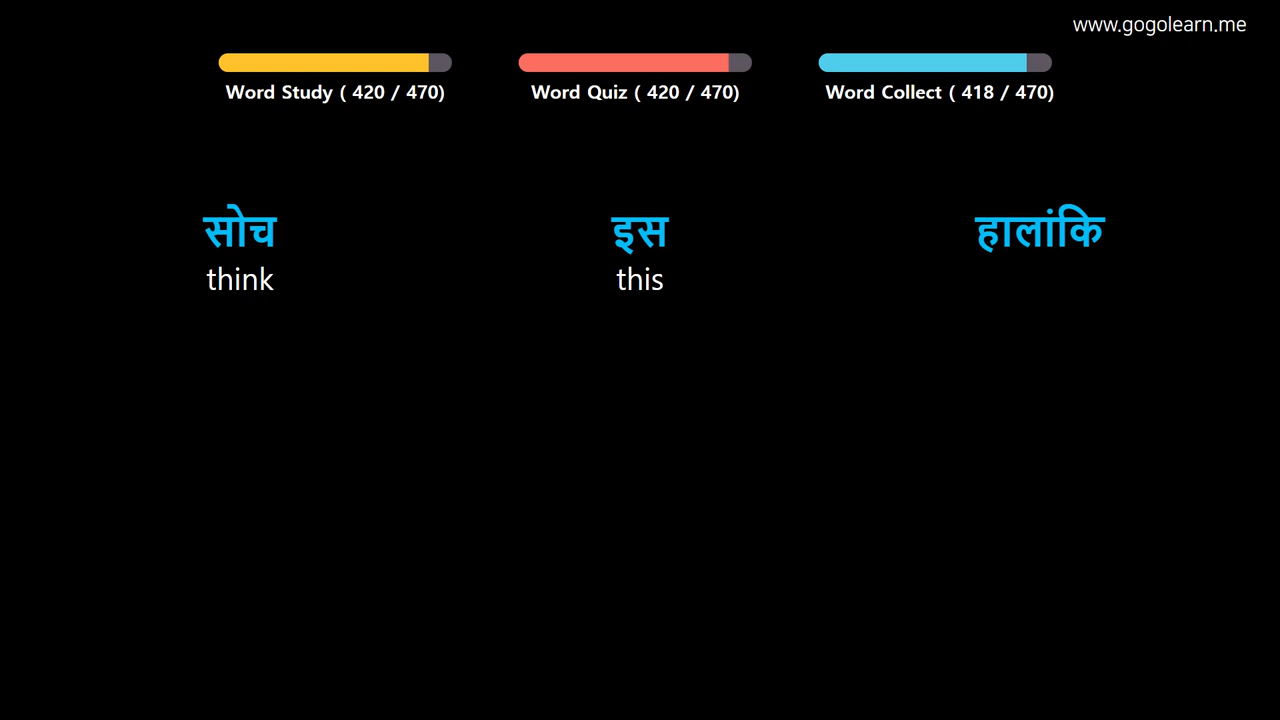 www.gogolearn.me
Word Study ( 420 / 470)
Word Quiz ( 420 / 470)
Word Collect ( 418 / 470)
सोच
इस
हालांकि
think
this